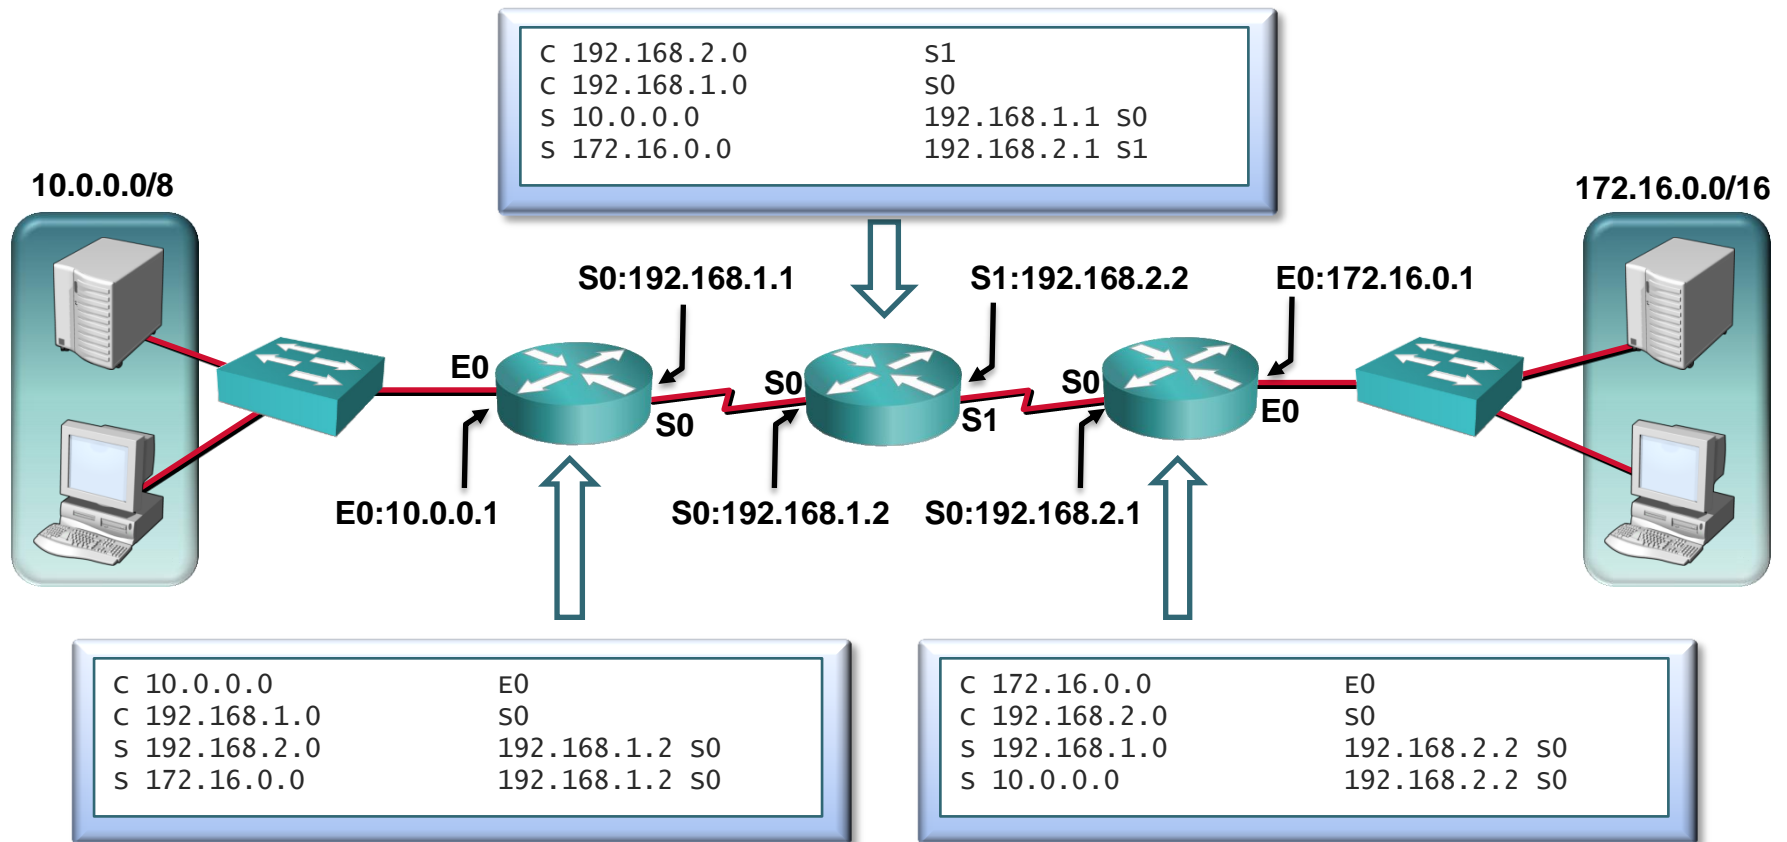 C 192.168.2.0 S1
C 192.168.1.0 S0
S 10.0.0.0 192.168.1.1 S0
S 172.16.0.0 192.168.2.1 S1
10.0.0.0/8
172.16.0.0/16
S0:192.168.1.1
S1:192.168.2.2
E0:172.16.0.1
E0
S0
S0
S1
S0
E0
E0:10.0.0.1
S0:192.168.1.2
S0:192.168.2.1
C 10.0.0.0 E0
C 192.168.1.0 S0
S 192.168.2.0 192.168.1.2 S0
S 172.16.0.0 192.168.1.2 S0
C 172.16.0.0 E0
C 192.168.2.0 S0
S 192.168.1.0 192.168.2.2 S0
S 10.0.0.0 192.168.2.2 S0